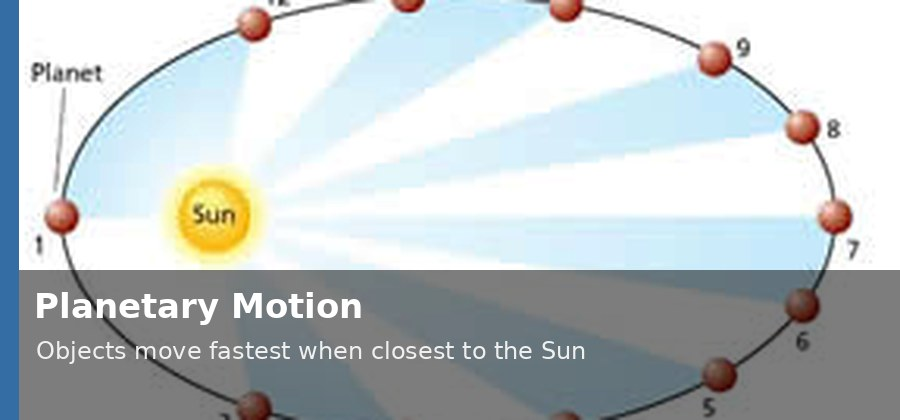 Planet
9
8
Sun
1
7
Planetary Motion
Objects move fastest when closest to the Sun
6
5